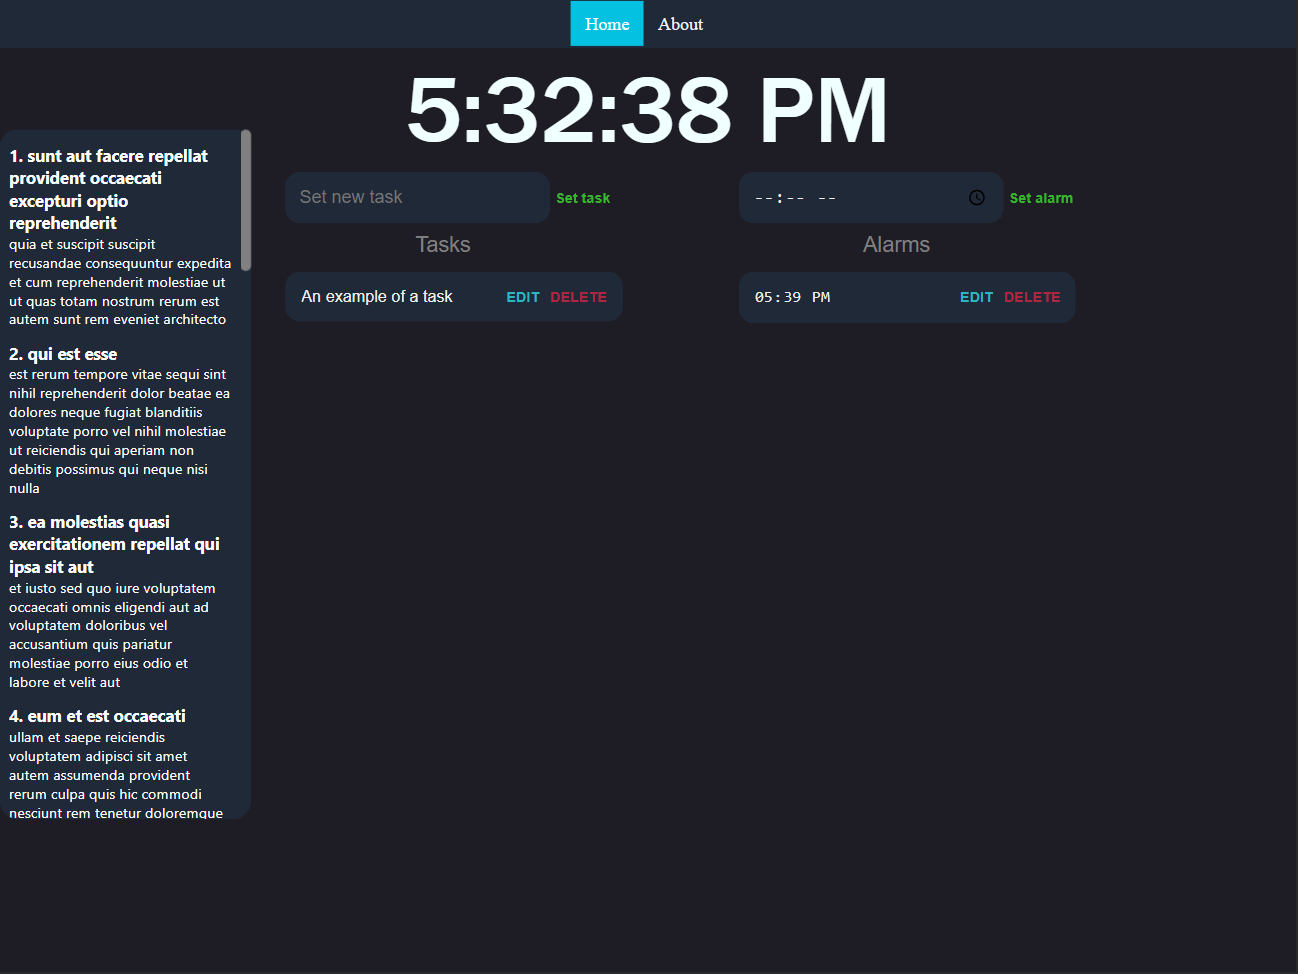 Home About
5:32:38 PM
1. sunt aut facere repellat
provident occaecati
excepturi optio
reprehenderit
quia et suscipit suscipit
recusandae consequuntur expedita
et cum reprehenderit molestiae ut
ut quas totam nostrum rerum est
autem sunt rem eveniet architecto
2. qui est esse
est rerum tempore vitae sequi sint
nihil reprehenderit dolor beatae ea
dolores neque fugiat blanditiis
voluptate porro vel nihil molestiae
ut reiciendis qui aperiam non
debitis possimus qui neque nisi
nulla
3. ea molestias quasi
exercitationem repellat qui
ipsa sit aut
et iusto sed quo iure voluptatem
occaecati omnis eligendi aut ad
voluptatem doloribus vel
accusantium quis pariatur
molestiae porro eius odio et
labore et velit aut
4. eum et est occaecati
ullam et saepe reiciendis
voluptatem adipisci sit amet
autem assumenda provident
rerum culpa quis hic commodi
nesciunt rem tenetur doloremque
Set new task Set task
Tasks
An example of a task EDIT DELETE
--:-- -- Set alarm
Alarms
05:39 PM EDIT DELETE